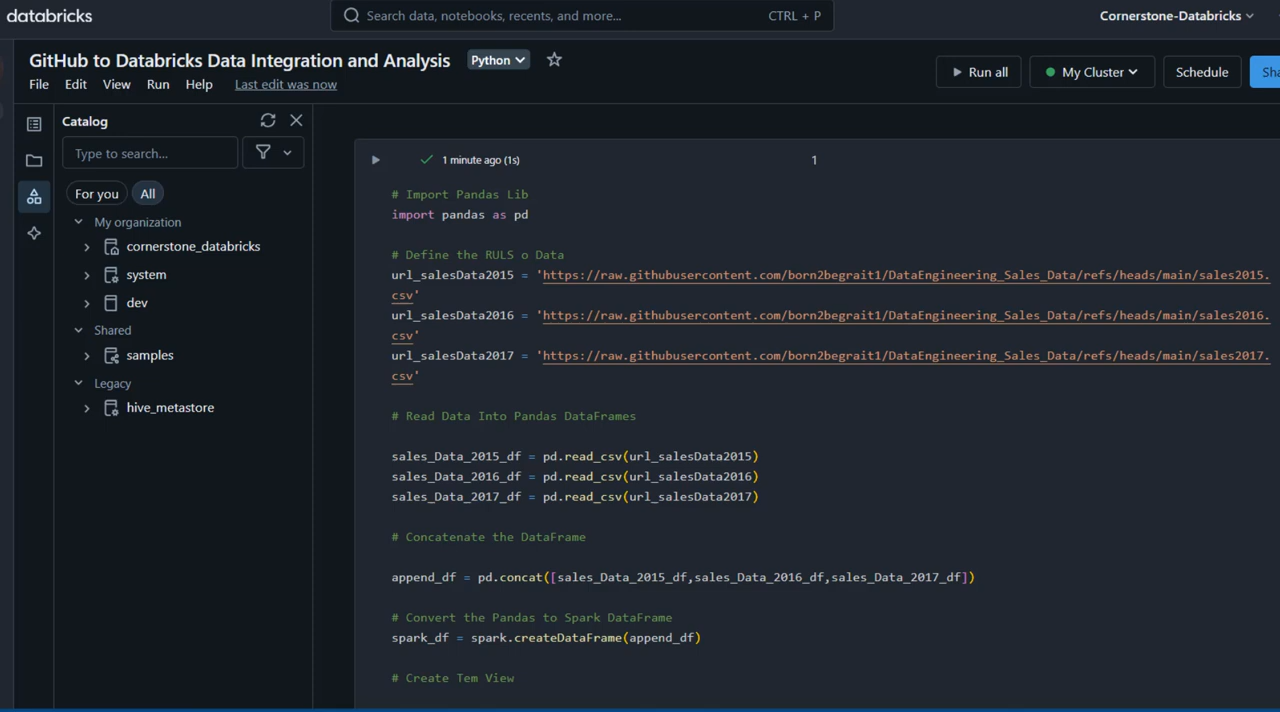 databricks
Search data, notebooks, recents, and more...
CTRL + P
Cornerstone-Databricks
GitHub to Databricks Data Integration and Analysis
Python
File Edit View Run Help Last edit was now
Run all
My Cluster
Schedule
Sha
Catalog
Type to search...
For you
All
My organization
cornerstone_databricks
system
dev
Shared
samples
Legacy
hive_metastore
1 minute ago (1s)
1
# Import Pandas Lib
import pandas as pd
# Define the RULS o Data
url_salesData2015 = 'https://raw.githubusercontent.com/born2begrait1/DataEngineering_Sales_Data/refs/heads/main/sales2015.
csv'
url_salesData2016 = 'https://raw.githubusercontent.com/born2begrait1/DataEngineering_Sales_Data/refs/heads/main/sales2016.
csv'
url_salesData2017 = 'https://raw.githubusercontent.com/born2begrait1/DataEngineering_Sales_Data/refs/heads/main/sales2017.
csv'
# Read Data Into Pandas DataFrames
sales_Data_2015_df = pd.read_csv(url_salesData2015)
sales_Data_2016_df = pd.read_csv(url_salesData2016)
sales_Data_2017_df = pd.read_csv(url_salesData2017)
# Concatenate the DataFrame
append_df = pd.concat([sales_Data_2015_df,sales_Data_2016_df,sales_Data_2017_df])
# Convert the Pandas to Spark DataFrame
spark_df = spark.createDataFrame(append_df)
# Create Tem View